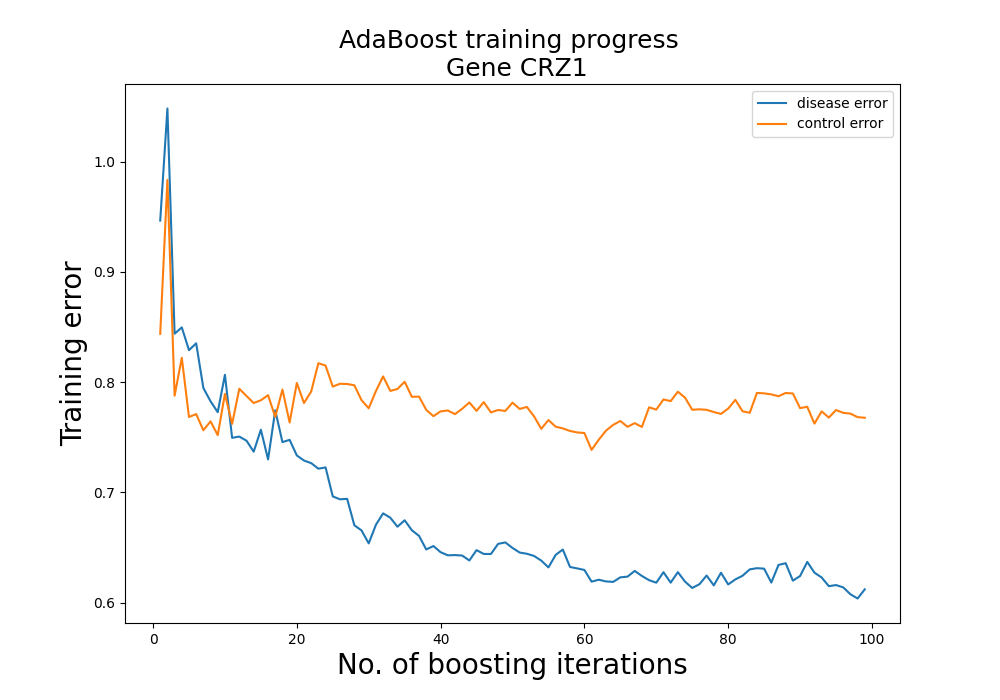 AdaBoost training progress
Gene CRZ1
disease error
control error
Training error
1.0
0.9
0.8
0.7
0.6
0
20
40
60
80
100
No. of boosting iterations